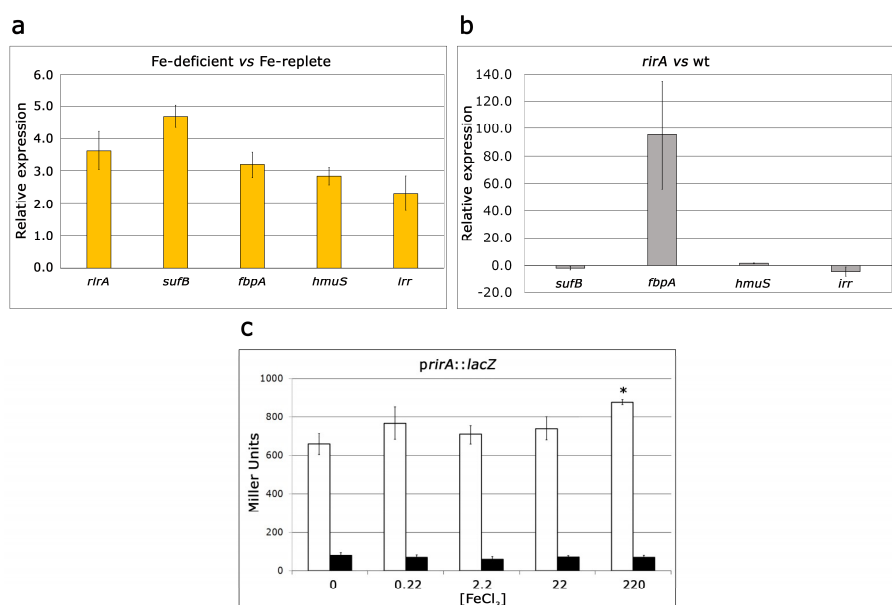 a
Fe-deficient vs Fe-replete
Relative expression
6.0
5.0
4.0
3.0
2.0
1.0
0.0
rirA sufB fbpA hmuS irr
b
rirA vs wt
Relative expression
140.0
120.0
100.0
80.0
60.0
40.0
20.0
0.0
-20.0
sufB fbpA hmuS irr
c
prirA::lacZ
Miller Units
1000
800
600
400
200
0
*
0 0.22 2.2 22 220
[FeCl3]